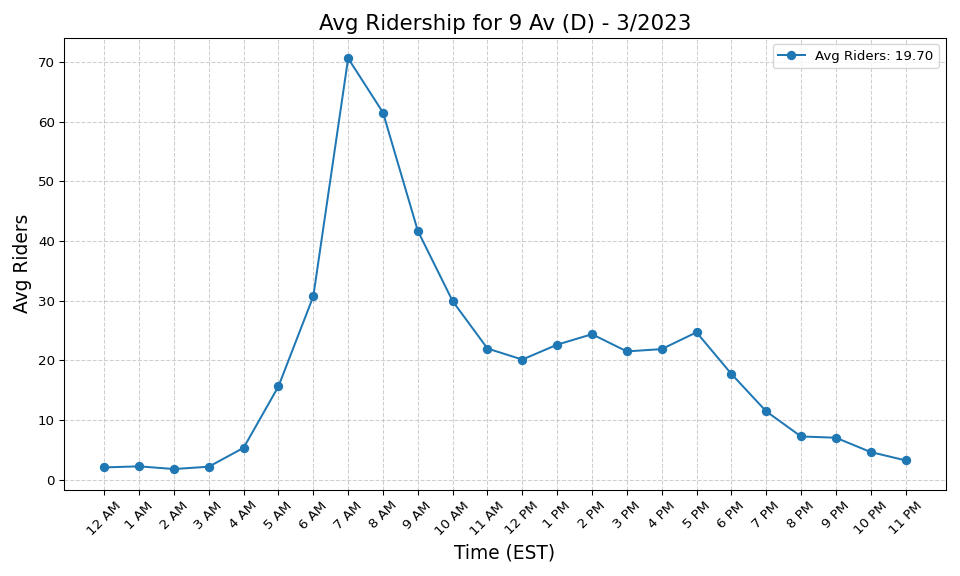 Avg Ridership for 9 Av (D) - 3/2023
Avg Riders: 19.70
Avg Riders
70
60
50
40
30
20
10
0
12 AM
1 AM
2 AM
3 AM
4 AM
5 AM
6 AM
7 AM
8 AM
9 AM
10 AM
11 AM
12 PM
1 PM
2 PM
3 PM
4 PM
5 PM
6 PM
7 PM
8 PM
9 PM
10 PM
11 PM
Time (EST)